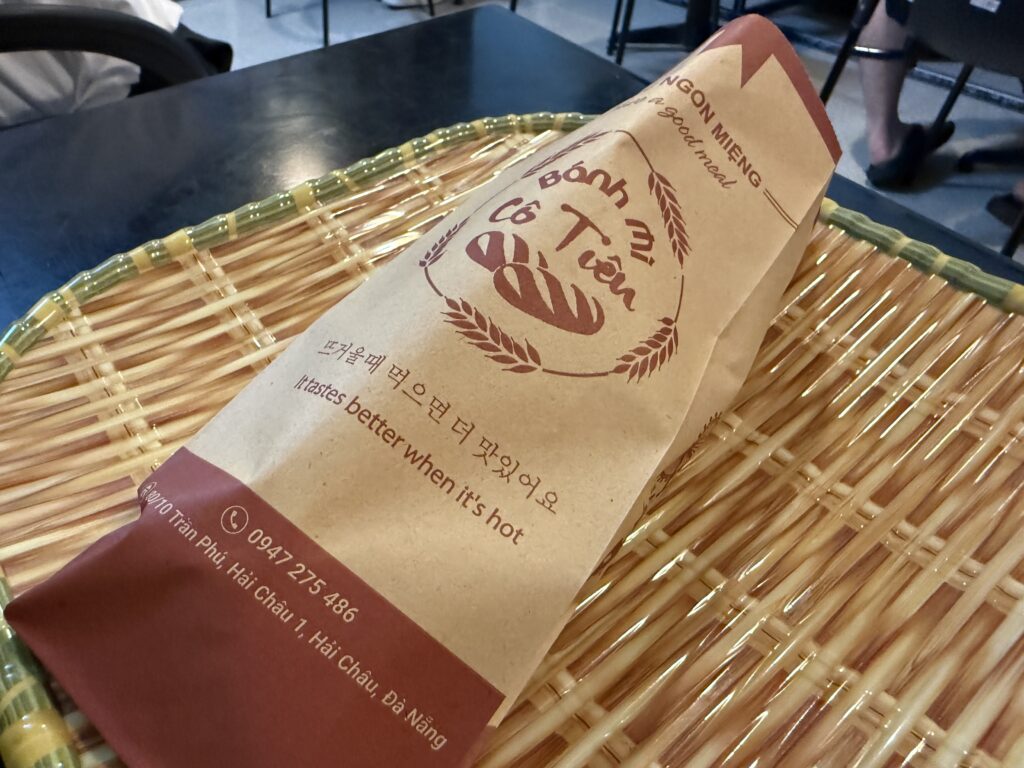 NGON MIỆNG
a good meal
Bánh mì
Cô Tiên
뜨거울때 먹으면 더 맛있어요
It tastes better when it's hot
0947 275 486
Trần Phú, Hải Châu 1, Hải Châu, Đà Nẵng